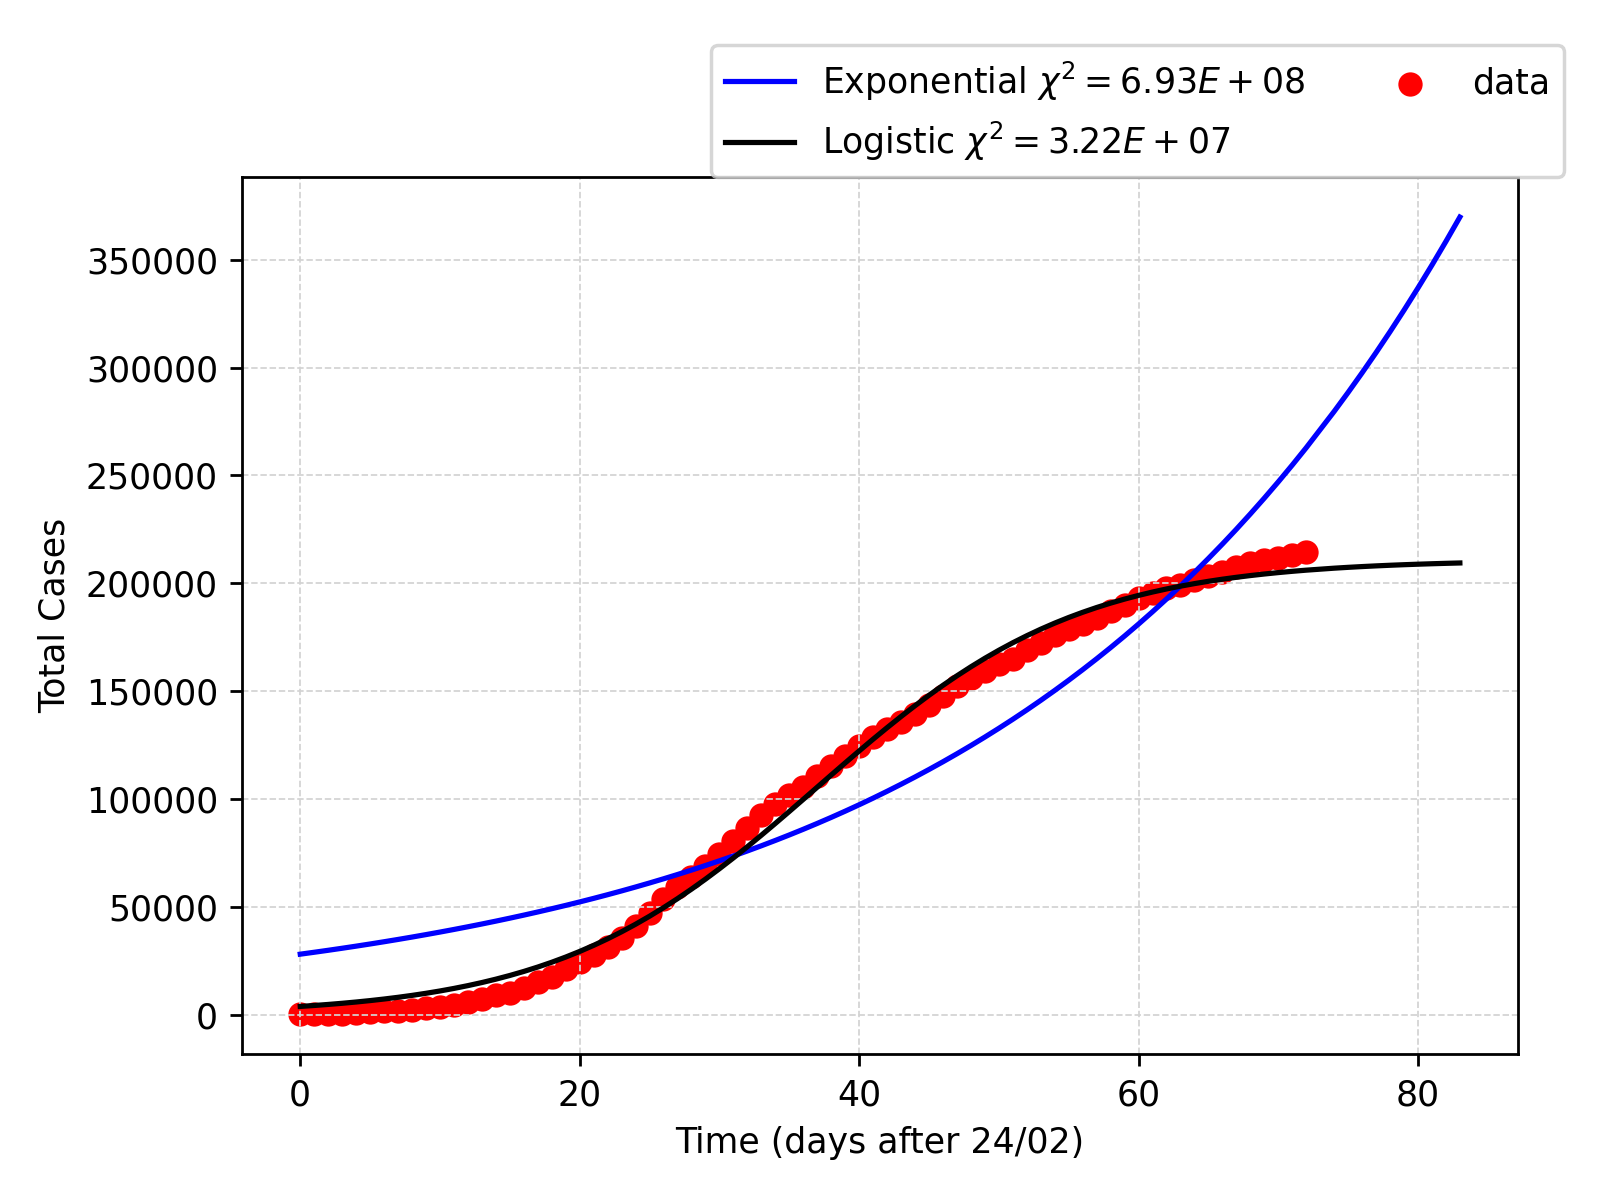 Exponential χ² = 6.93E + 08
data
Logistic χ² = 3.22E + 07
350000
300000
250000
200000
150000
100000
50000
0
Total Cases
0 20 40 60 80
Time (days after 24/02)